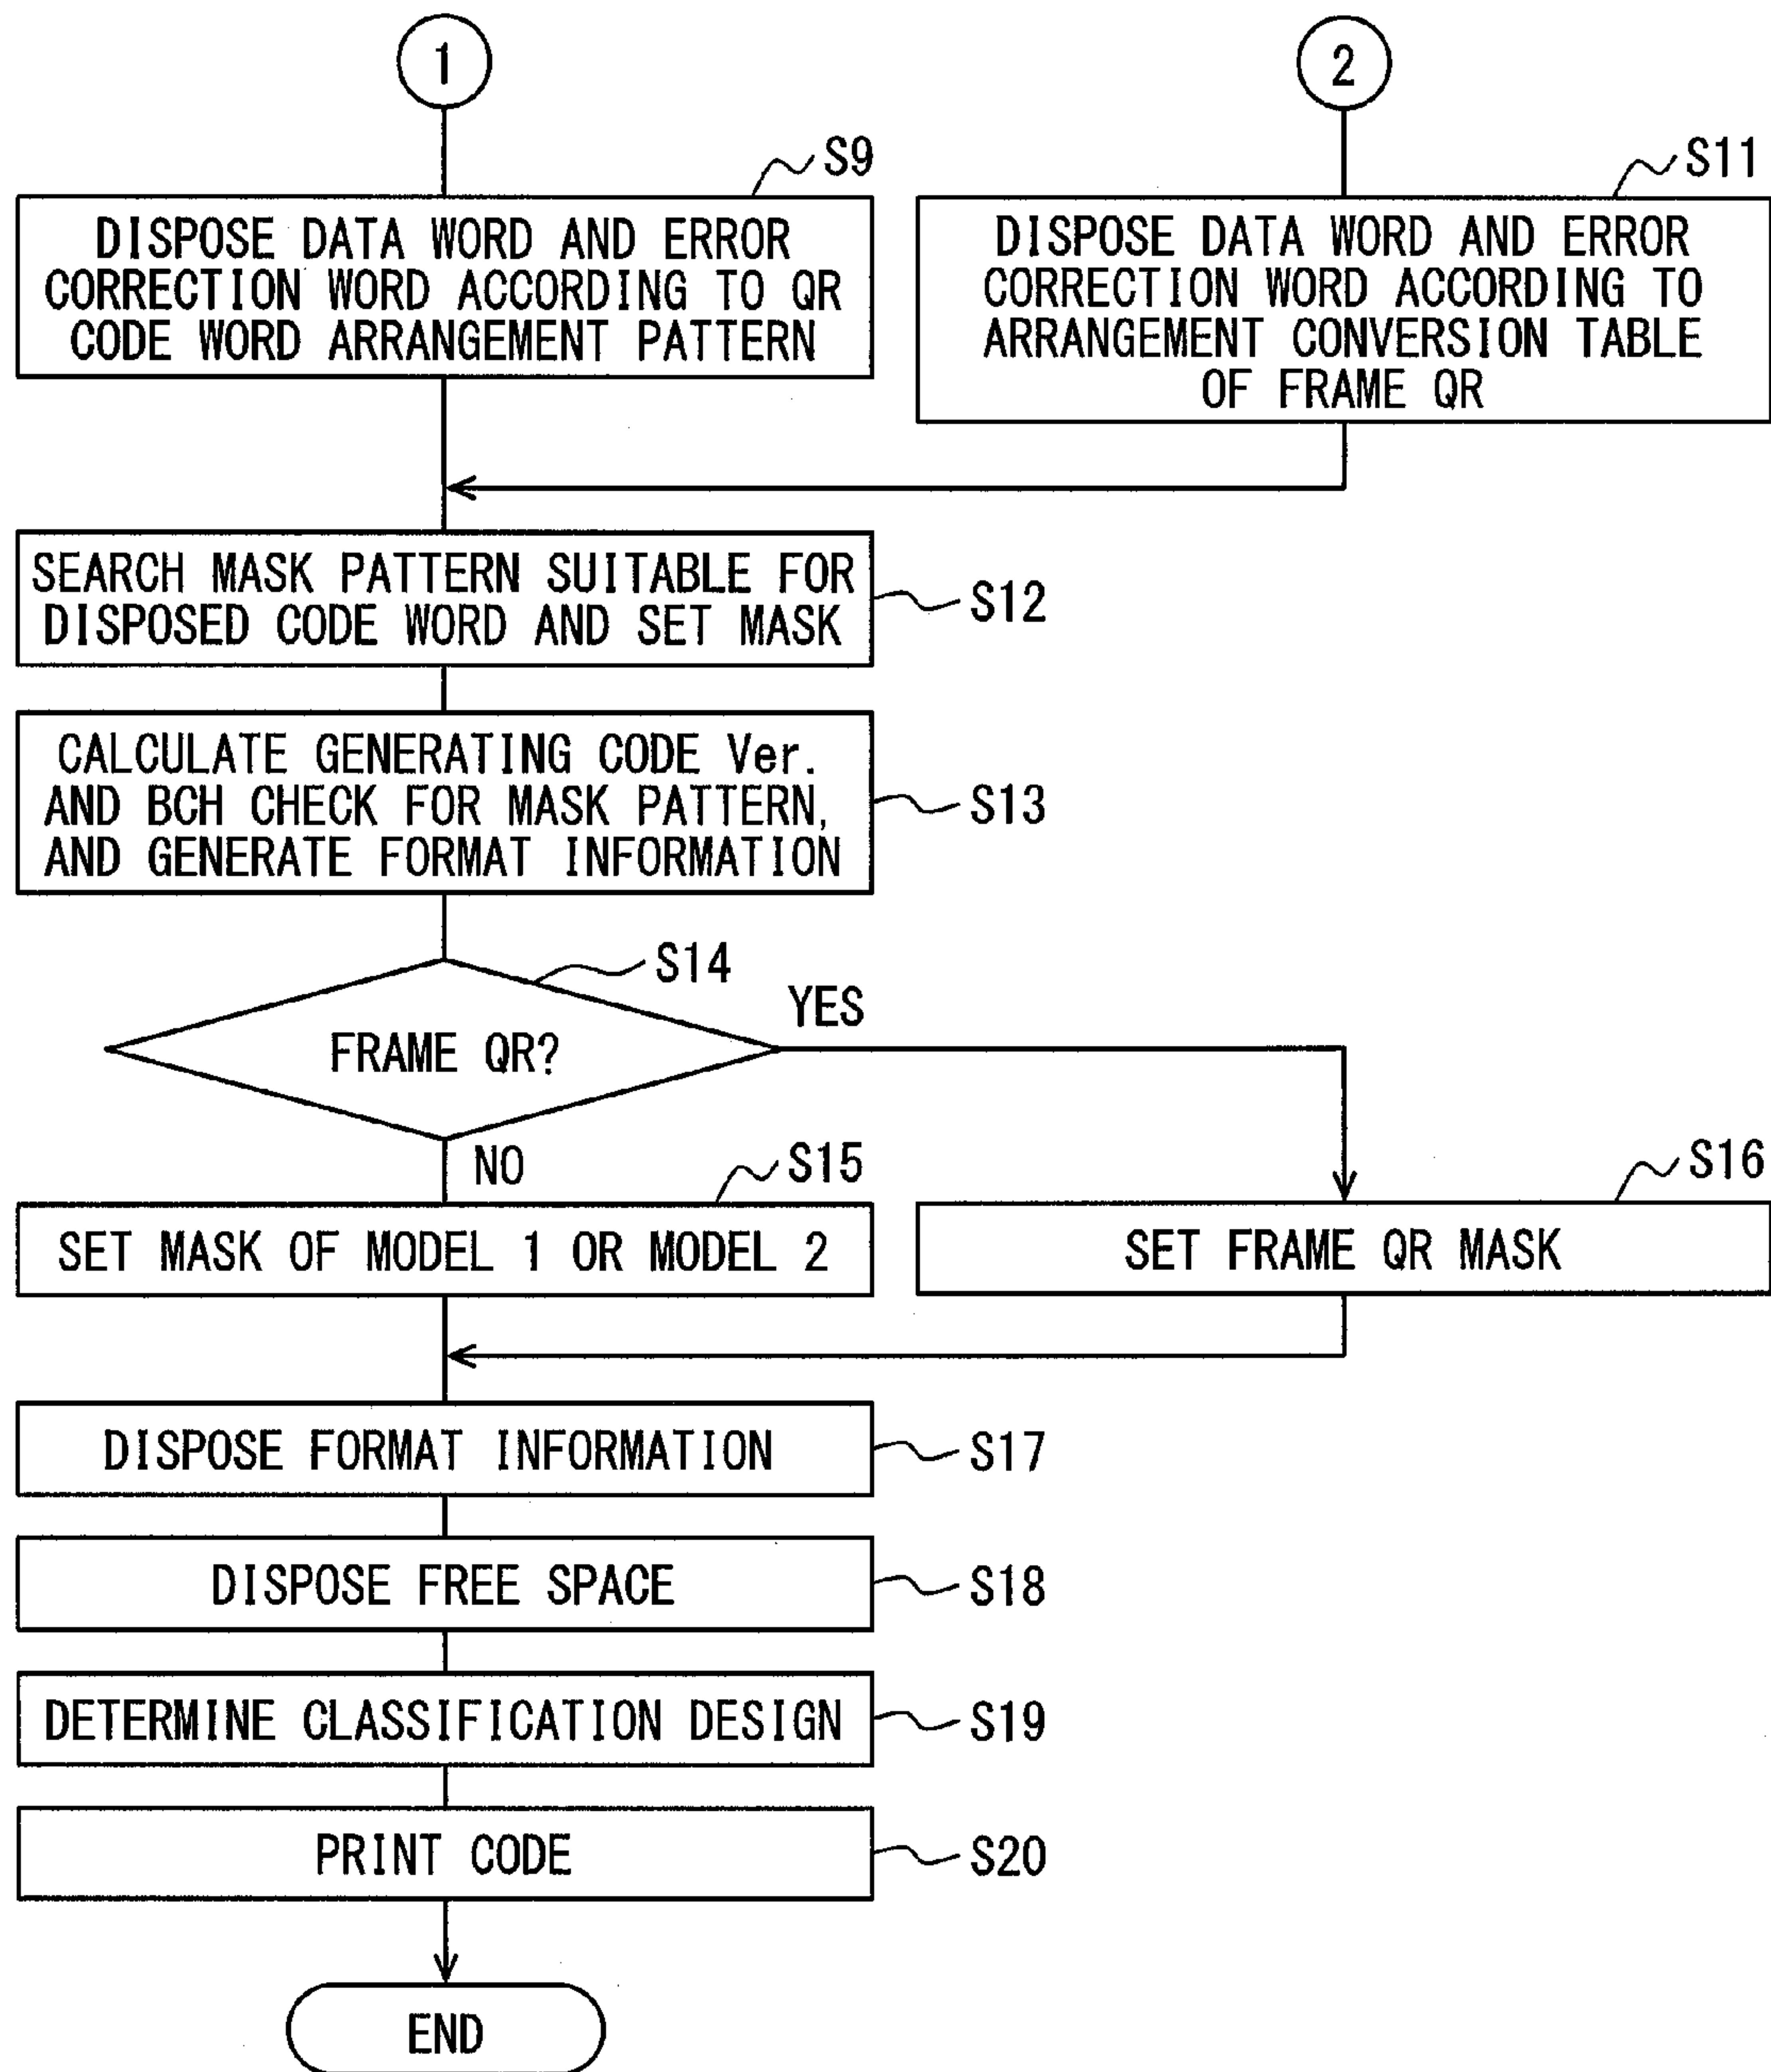 1
2
S9
S11
DISPOSE DATA WORD AND ERROR
CORRECTION WORD ACCORDING TO QR
CODE WORD ARRANGEMENT PATTERN
DISPOSE DATA WORD AND ERROR
CORRECTION WORD ACCORDING TO
ARRANGEMENT CONVERSION TABLE
OF FRAME QR
SEARCH MASK PATTERN SUITABLE FOR
DISPOSED CODE WORD AND SET MASK
S12
CALCULATE GENERATING CODE Ver.
AND BCH CHECK FOR MASK PATTERN,
AND GENERATE FORMAT INFORMATION
S13
S14
YES
FRAME QR?
NO
S15
S16
SET MASK OF MODEL 1 OR MODEL 2
SET FRAME QR MASK
DISPOSE FORMAT INFORMATION
S17
DISPOSE FREE SPACE
S18
DETERMINE CLASSIFICATION DESIGN
S19
PRINT CODE
S20
END